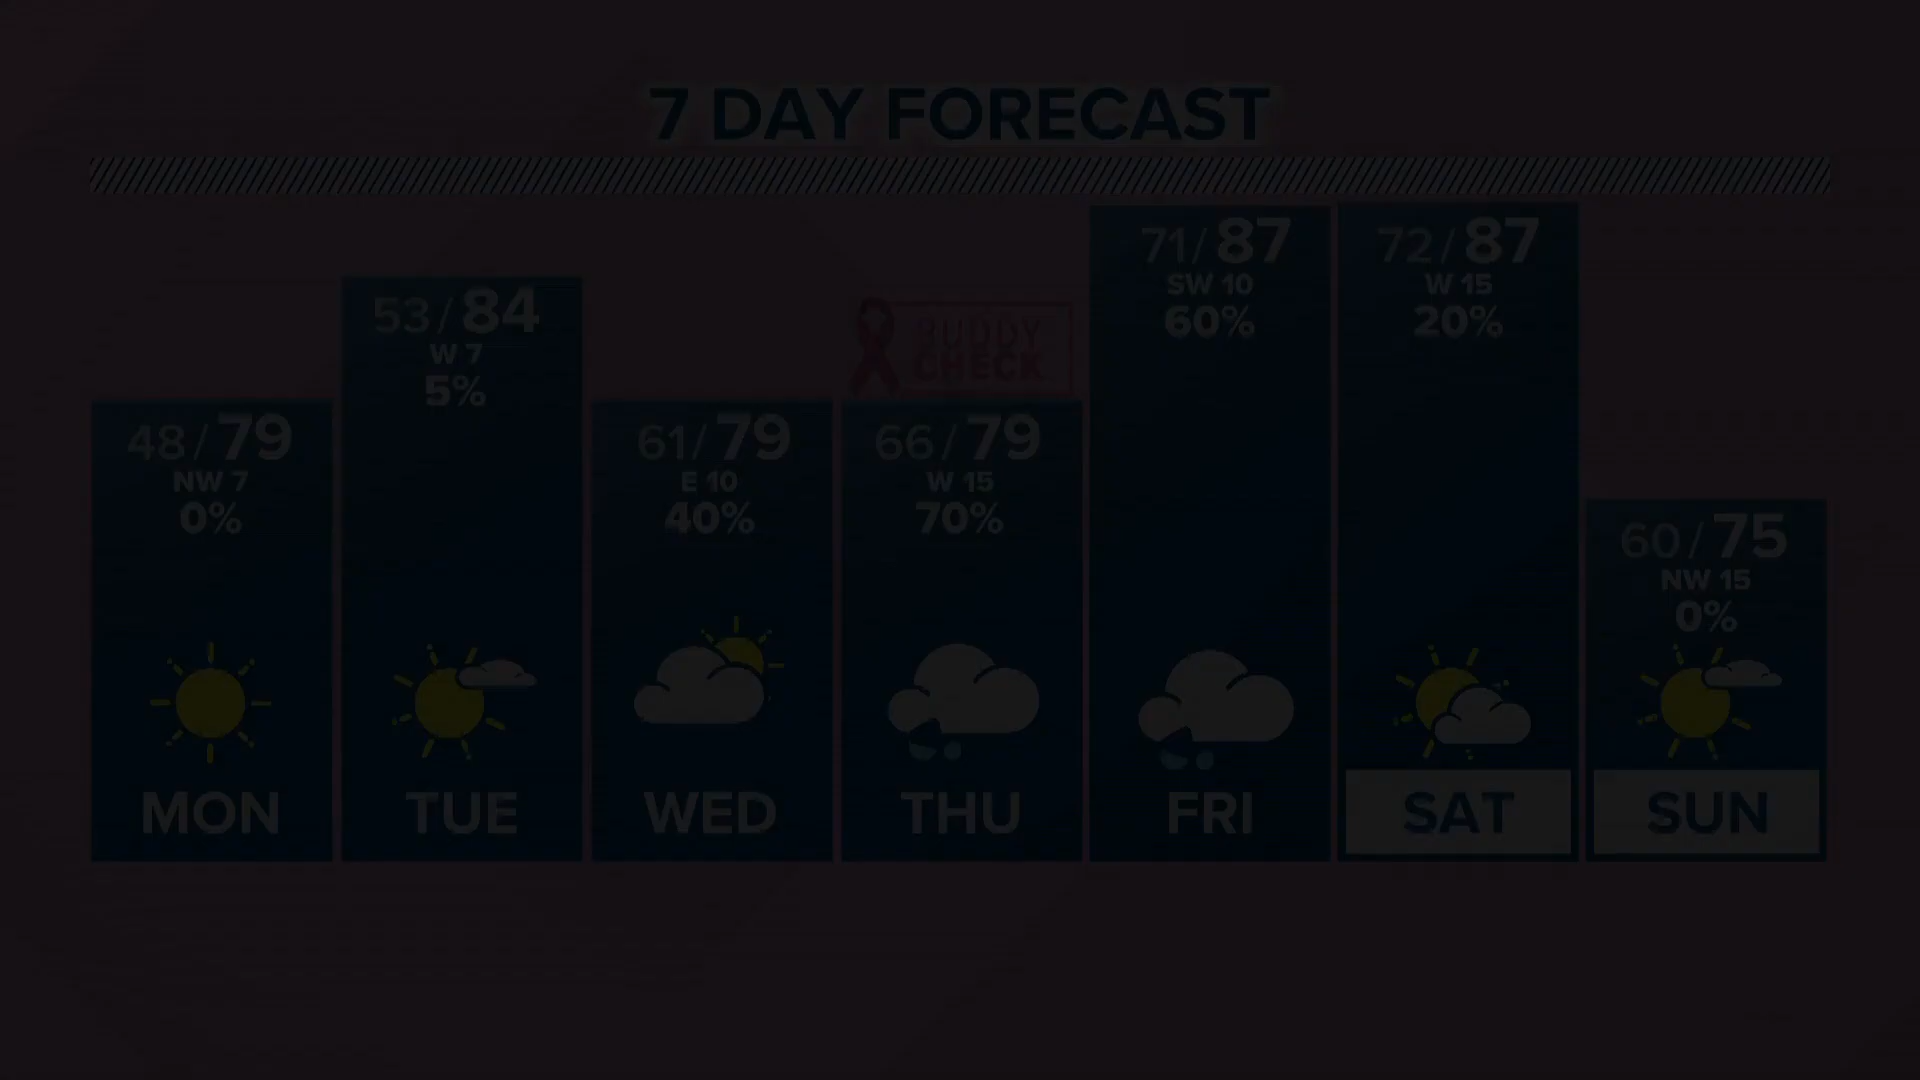 7 DAY FORECAST
48/79
NW 7
0%
MON
53/84
W 7
5%
TUE
61/79
E 10
40%
WED
BUDDY
CHECK
66/79
W 15
70%
THU
71/87
SW 10
60%
FRI
72/87
W 15
20%
SAT
60/75
NW 15
0%
SUN